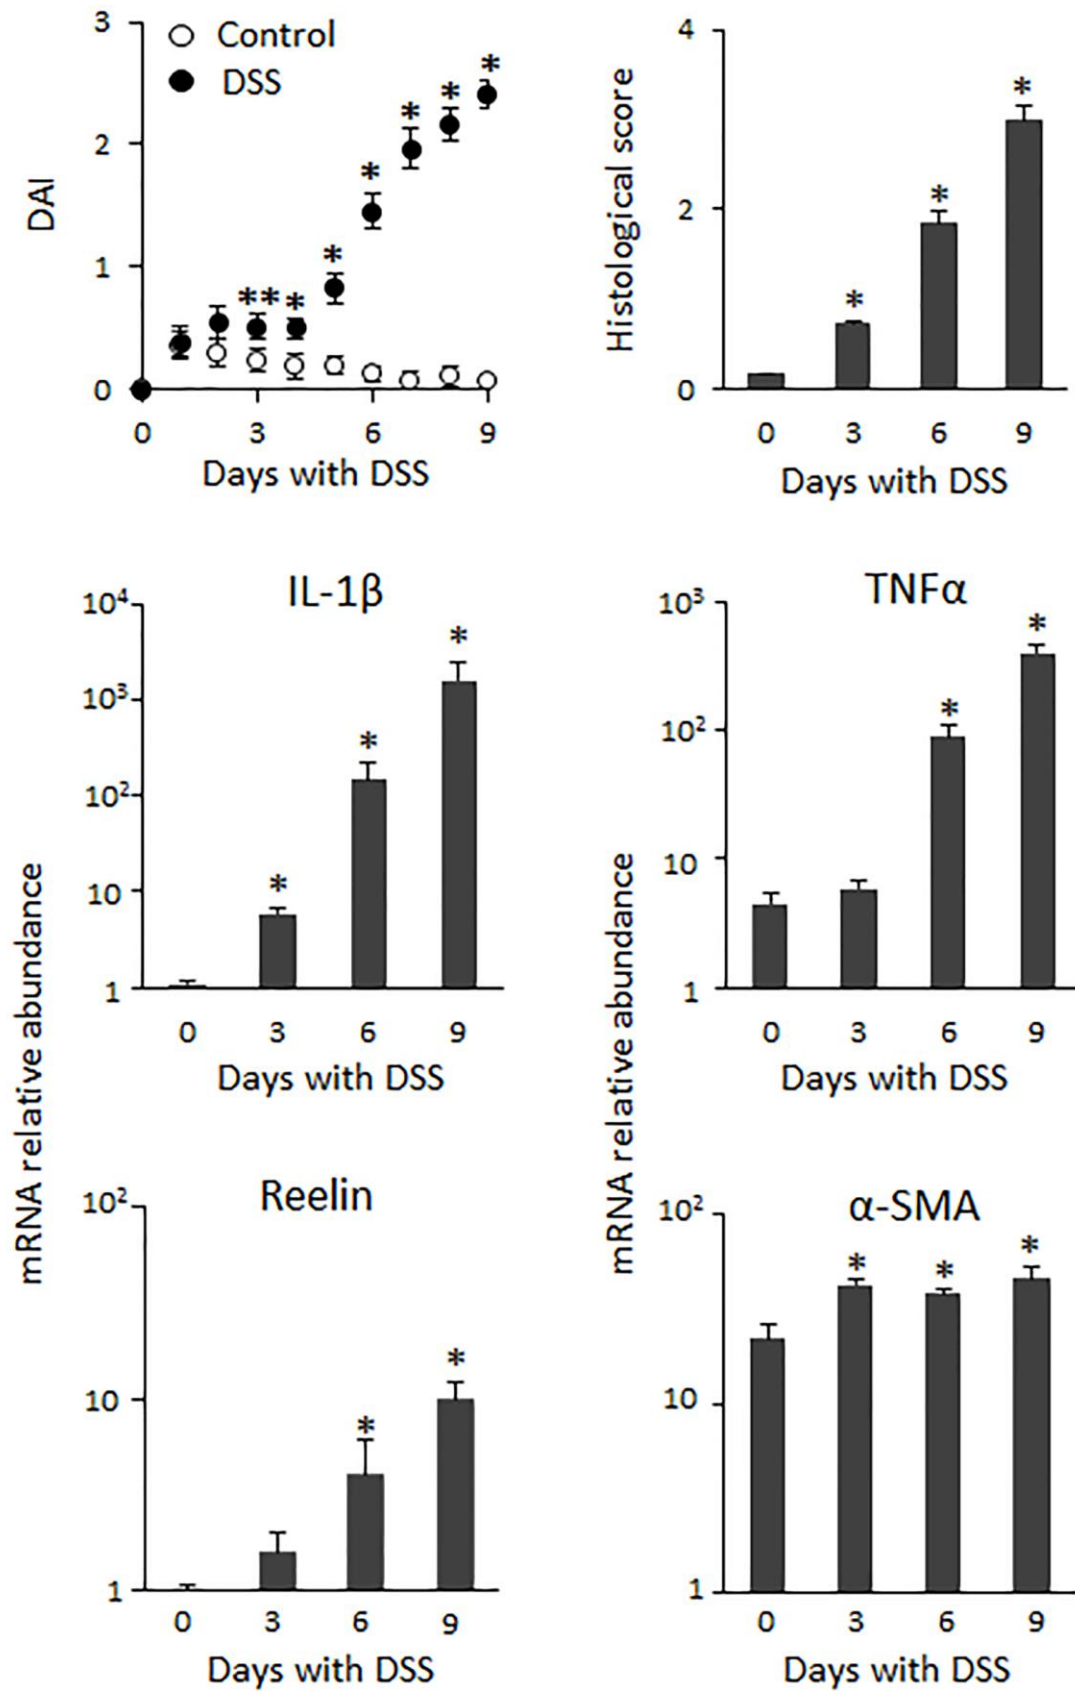 3
○ Control
● DSS
2
1
0
DAI
* * * * * * *
** *
0 3 6 9
Days with DSS
4
2
0
Histological score
* * *
0 3 6 9
Days with DSS
IL-1β
10⁴
10³
10²
10
1
* * *
0 3 6 9
Days with DSS
mRNA relative abundance
TNFα
10³
10²
10
1
* *
0 3 6 9
Days with DSS
mRNA relative abundance
Reelin
10²
10
1
* *
0 3 6 9
Days with DSS
α-SMA
10²
10
1
* * *
0 3 6 9
Days with DSS